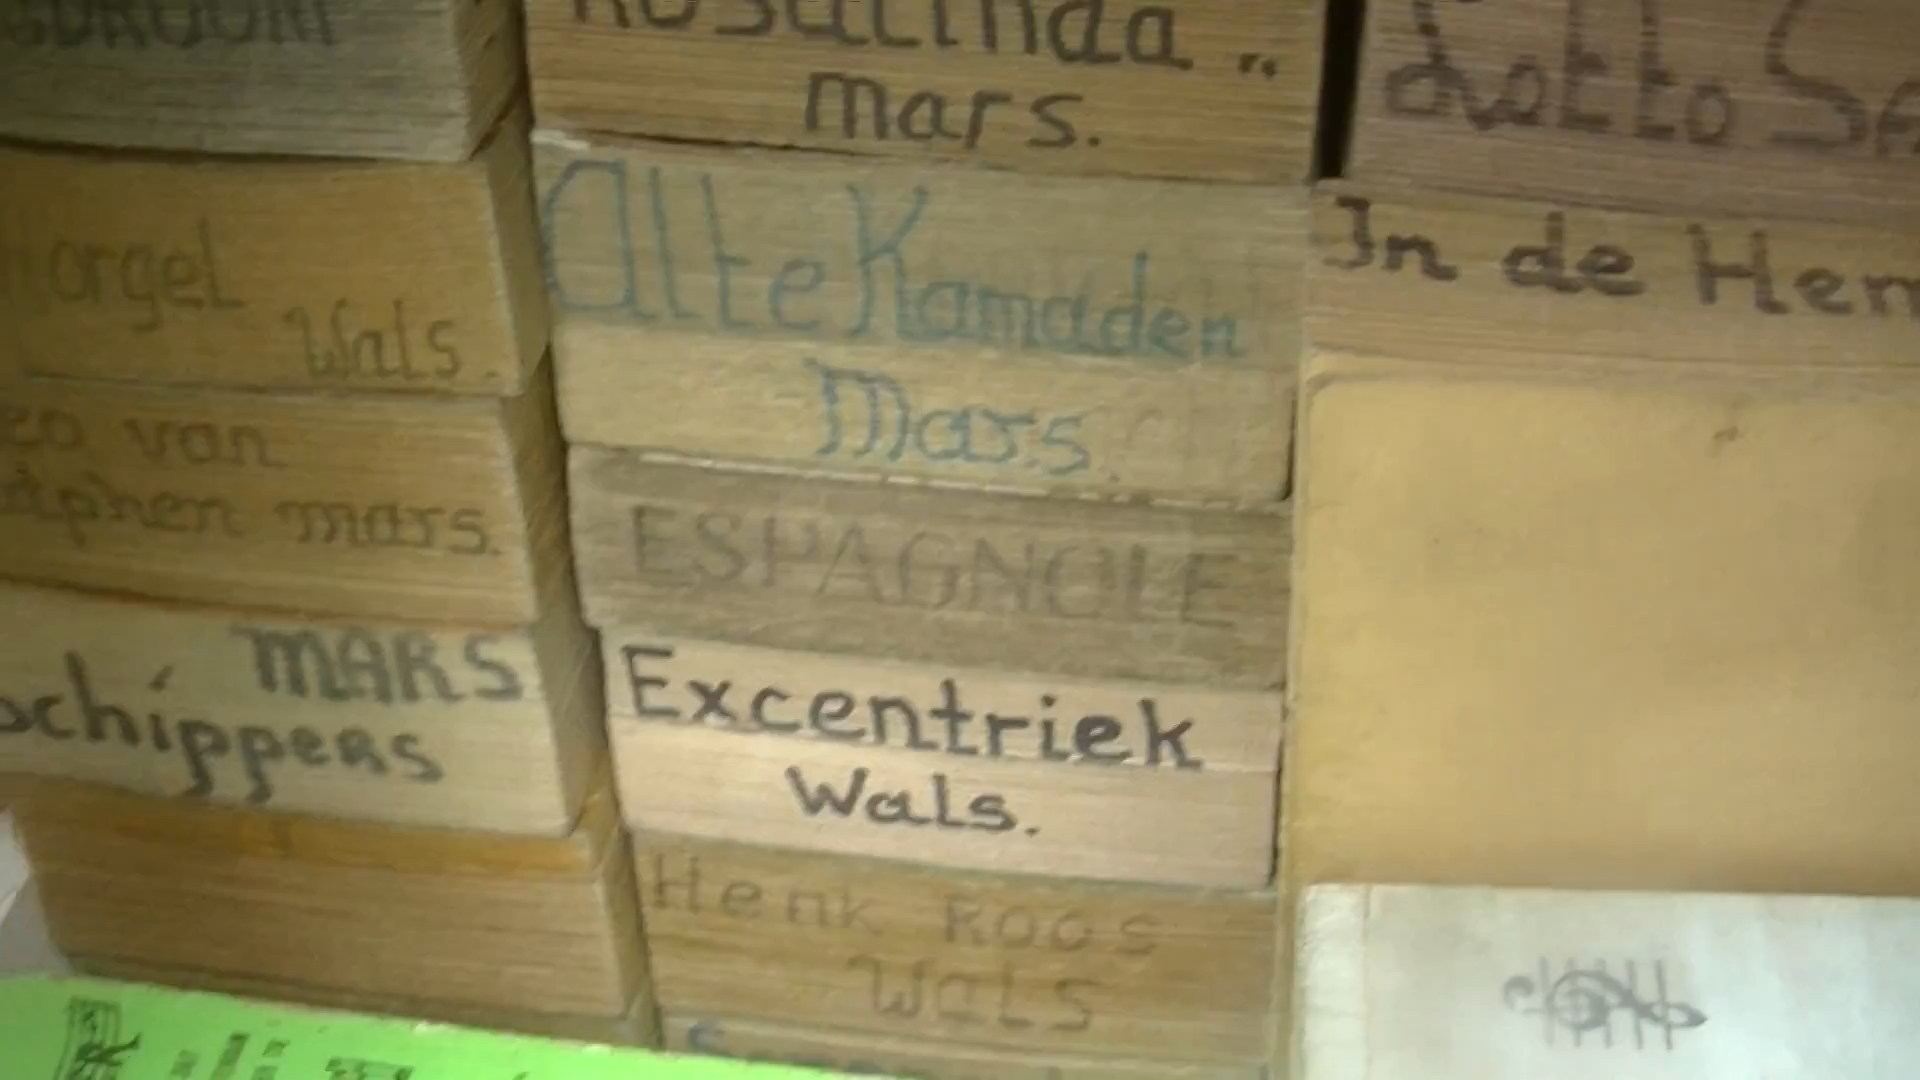 Rosalinda
mars.
Alte Kamaden
Mars.
ESPAGNOLE
Excentriek
Wals.
Henk Roos
Wals
orgel
Wals.
van
mars.
MARS
schippers
Lotto
In de